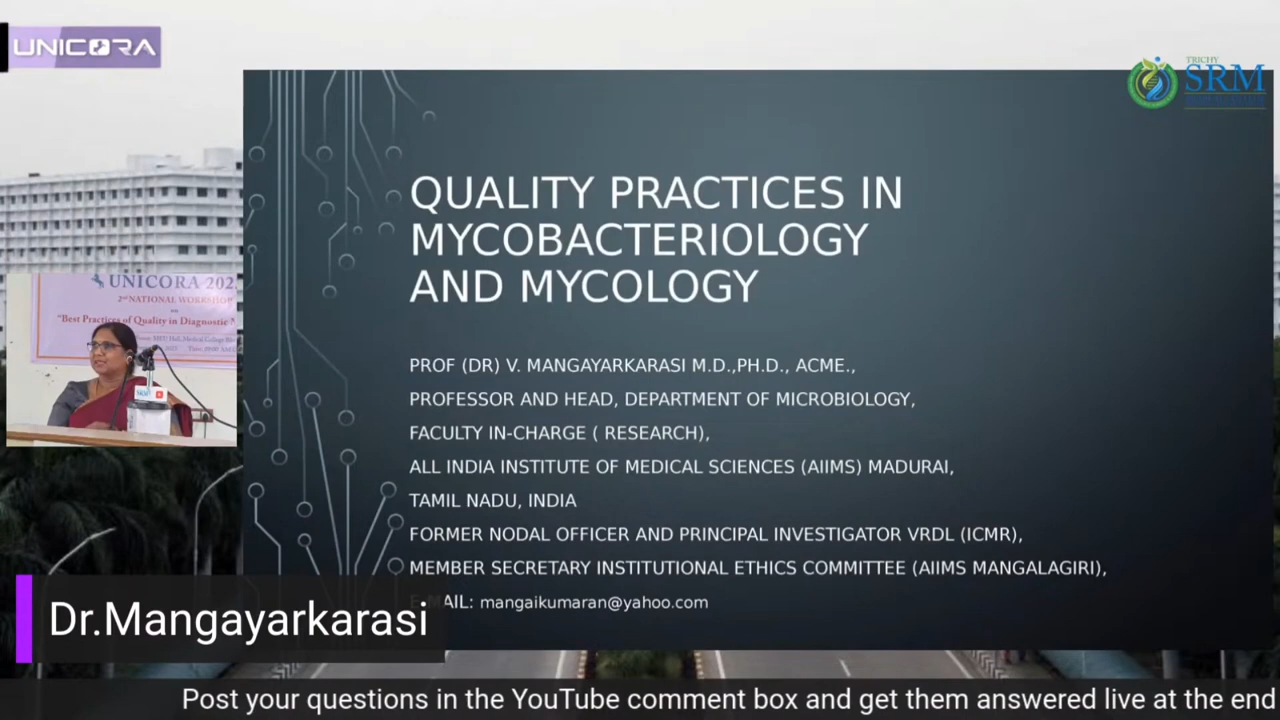 UNICORA
TRICHY
SRM
QUALITY PRACTICES IN
MYCOBACTERIOLOGY
AND MYCOLOGY
PROF (DR) V. MANGAYARKARASI M.D.,PH.D., ACME.,
PROFESSOR AND HEAD, DEPARTMENT OF MICROBIOLOGY,
FACULTY IN-CHARGE ( RESEARCH),
ALL INDIA INSTITUTE OF MEDICAL SCIENCES (AIIMS) MADURAI,
TAMIL NADU, INDIA
FORMER NODAL OFFICER AND PRINCIPAL INVESTIGATOR VRDL (ICMR),
MEMBER SECRETARY INSTITUTIONAL ETHICS COMMITTEE (AIIMS MANGALAGIRI),
E-MAIL: mangaikumaran@yahoo.com
UNICORA 202
2nd NATIONAL WORKSHOP
on
"Best Practices of Quality in Diagnostic
Dr.Mangayarkarasi
Post your questions in the YouTube comment box and get them answered live at the end